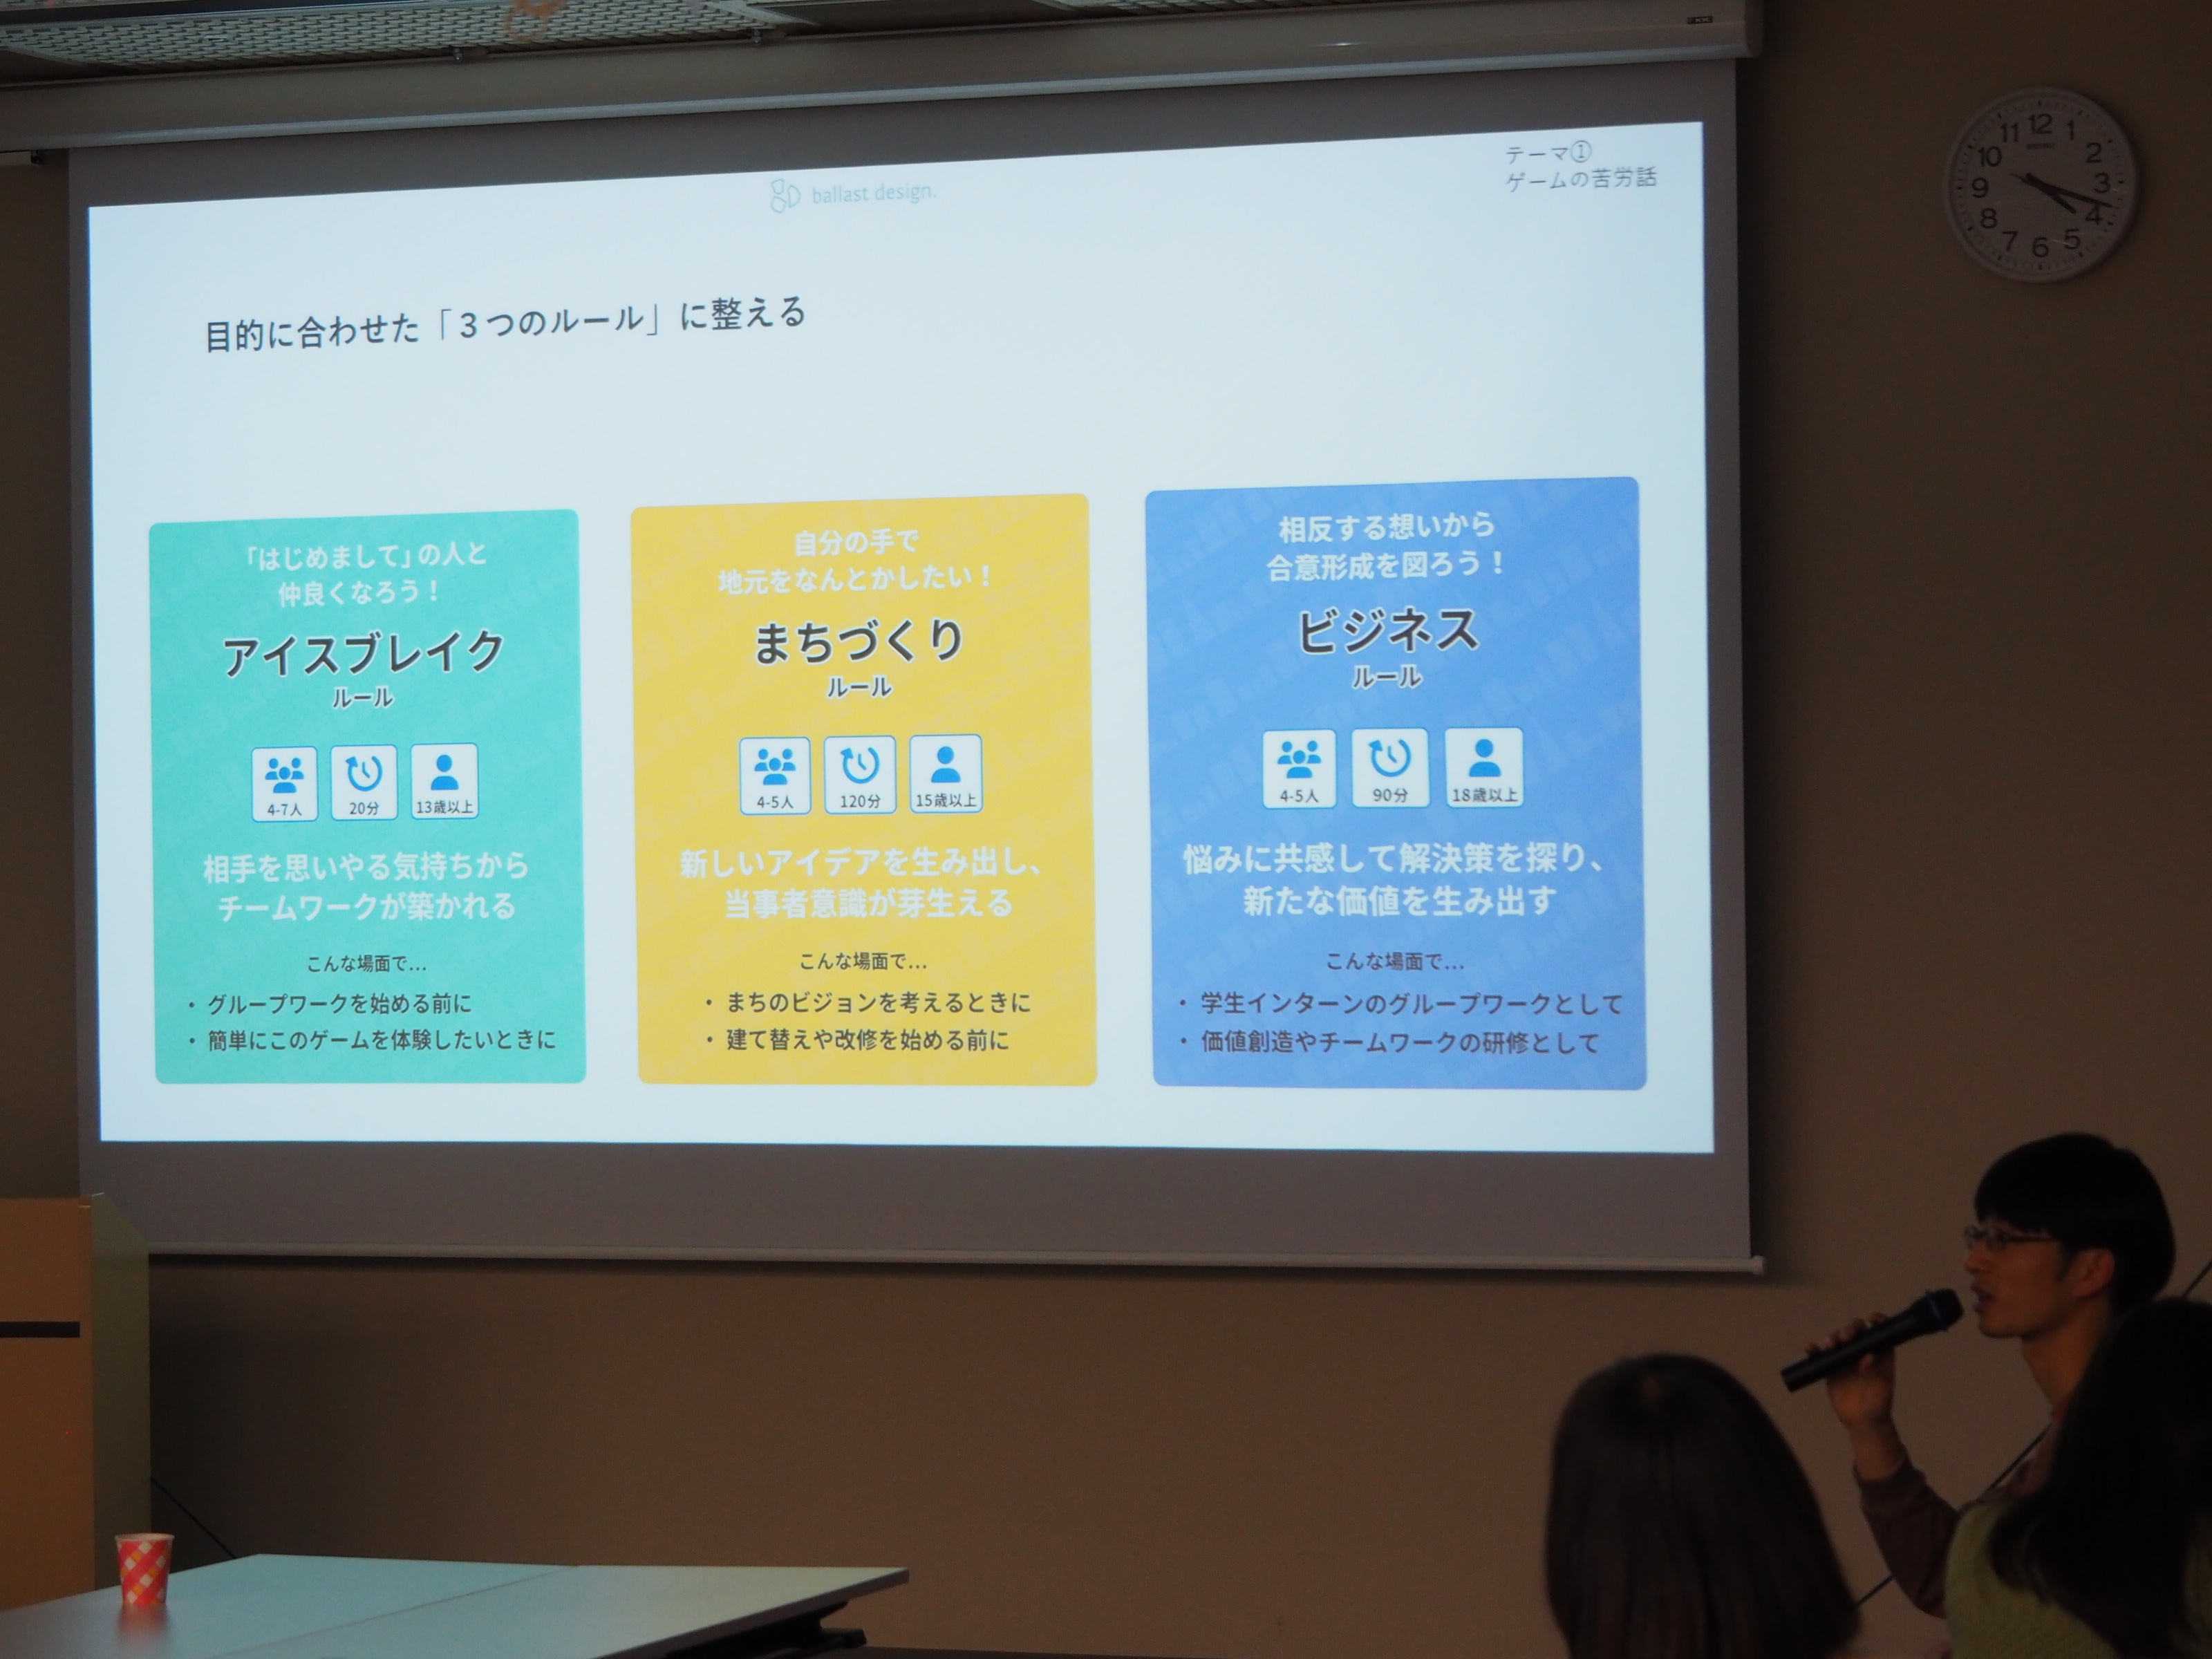 ballast design.
テーマ①
ゲームの苦労話
目的に合わせた「3つのルール」に整える
「はじめまして」の人と
仲良くなろう！
アイスブレイク
ルール
4-7人
20分
13歳以上
相手を思いやる気持ちから
チームワークが築かれる
こんな場面で…
・グループワークを始める前に
・簡単にこのゲームを体験したいときに
自分の手で
地元をなんとかしたい！
まちづくり
ルール
4-5人
120分
15歳以上
新しいアイデアを生み出し、
当事者意識が芽生える
こんな場面で…
・まちのビジョンを考えるときに
・建て替えや改修を始める前に
相反する想いから
合意形成を図ろう！
ビジネス
ルール
4-5人
90分
18歳以上
悩みに共感して解決策を探り、
新たな価値を生み出す
こんな場面で…
・学生インターンのグループワークとして
・価値創造やチームワークの研修として
12
1
2
3
4
5
6
7
8
9
10
11